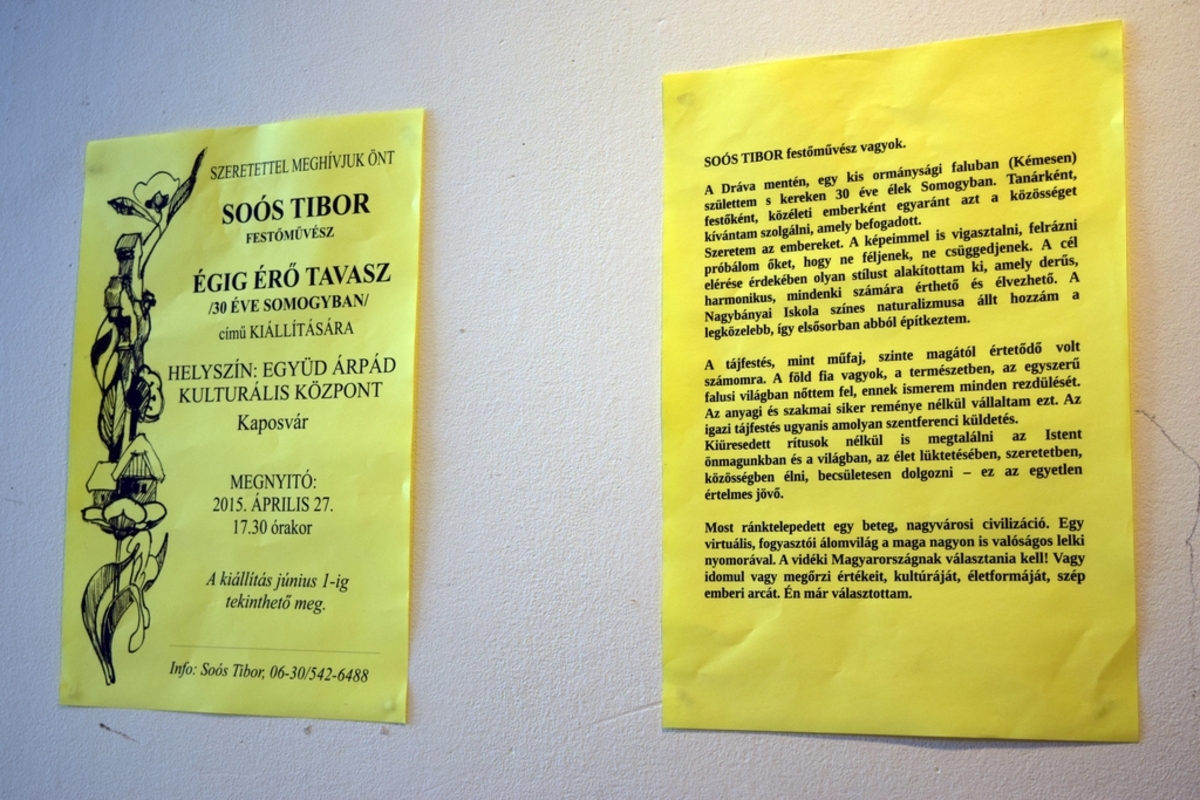 SZERETETTEL MEGHÍVJUK ÖNT
SOÓS TIBOR
FESTŐMŰVÉSZ
ÉGIG ÉRŐ TAVASZ
/30 ÉVE SOMOGYBAN/
című KIÁLLÍTÁSÁRA
HELYSZÍN: EGYÜD ÁRPÁD
KULTURÁLIS KÖZPONT
Kaposvár
MEGNYITÓ:
2015. ÁPRILIS 27.
17.30 órakor
A kiállítás június 1-ig
tekinthető meg.
Info: Soós Tibor, 06-30/542-6488
SOÓS TIBOR festőművész vagyok.
A Dráva mentén, egy kis ormánysági faluban (Kémesen)
születtem s kereken 30 éve élek Somogyban. Tanárként,
festőként, közéleti emberként egyaránt azt a közösséget
kívántam szolgálni, amely befogadott.
Szeretem az embereket. A képeimmel is vigasztalni, felrázni
próbálom őket, hogy ne féljenek, ne csüggedjenek. A cél
elérése érdekében olyan stílust alakítottam ki, amely derűs,
harmonikus, mindenki számára érthető és élvezhető. A
Nagybányai Iskola színes naturalizmusa állt hozzám a
legközelebb, így elsősorban abból építkeztem.
A tájfestés, mint műfaj, szinte magától értetődő volt
számomra. A föld fia vagyok, a természetben, az egyszerű
falusi világban nőttem fel, ennek ismerem minden rezdülését.
Az anyagi és szakmai siker reménye nélkül vállaltam ezt. Az
igazi tájfestés ugyanis amolyan szentferenci küldetés.
Kiüresedett rítusok nélkül is megtalálni az Istent
önmagunkban és a világban, az élet lüktetésében, szeretetben,
közösségben élni, becsületesen dolgozni – ez az egyetlen
értelmes jövő.
Most ránktelepedett egy beteg, nagyvárosi civilizáció. Egy
virtuális, fogyasztói álomvilág a maga nagyon is valóságos lelki
nyomorával. A vidéki Magyarországnak választania kell! Vagy
idomul vagy megőrzi értékeit, kultúráját, életformáját, szép
emberi arcát. Én már választottam.